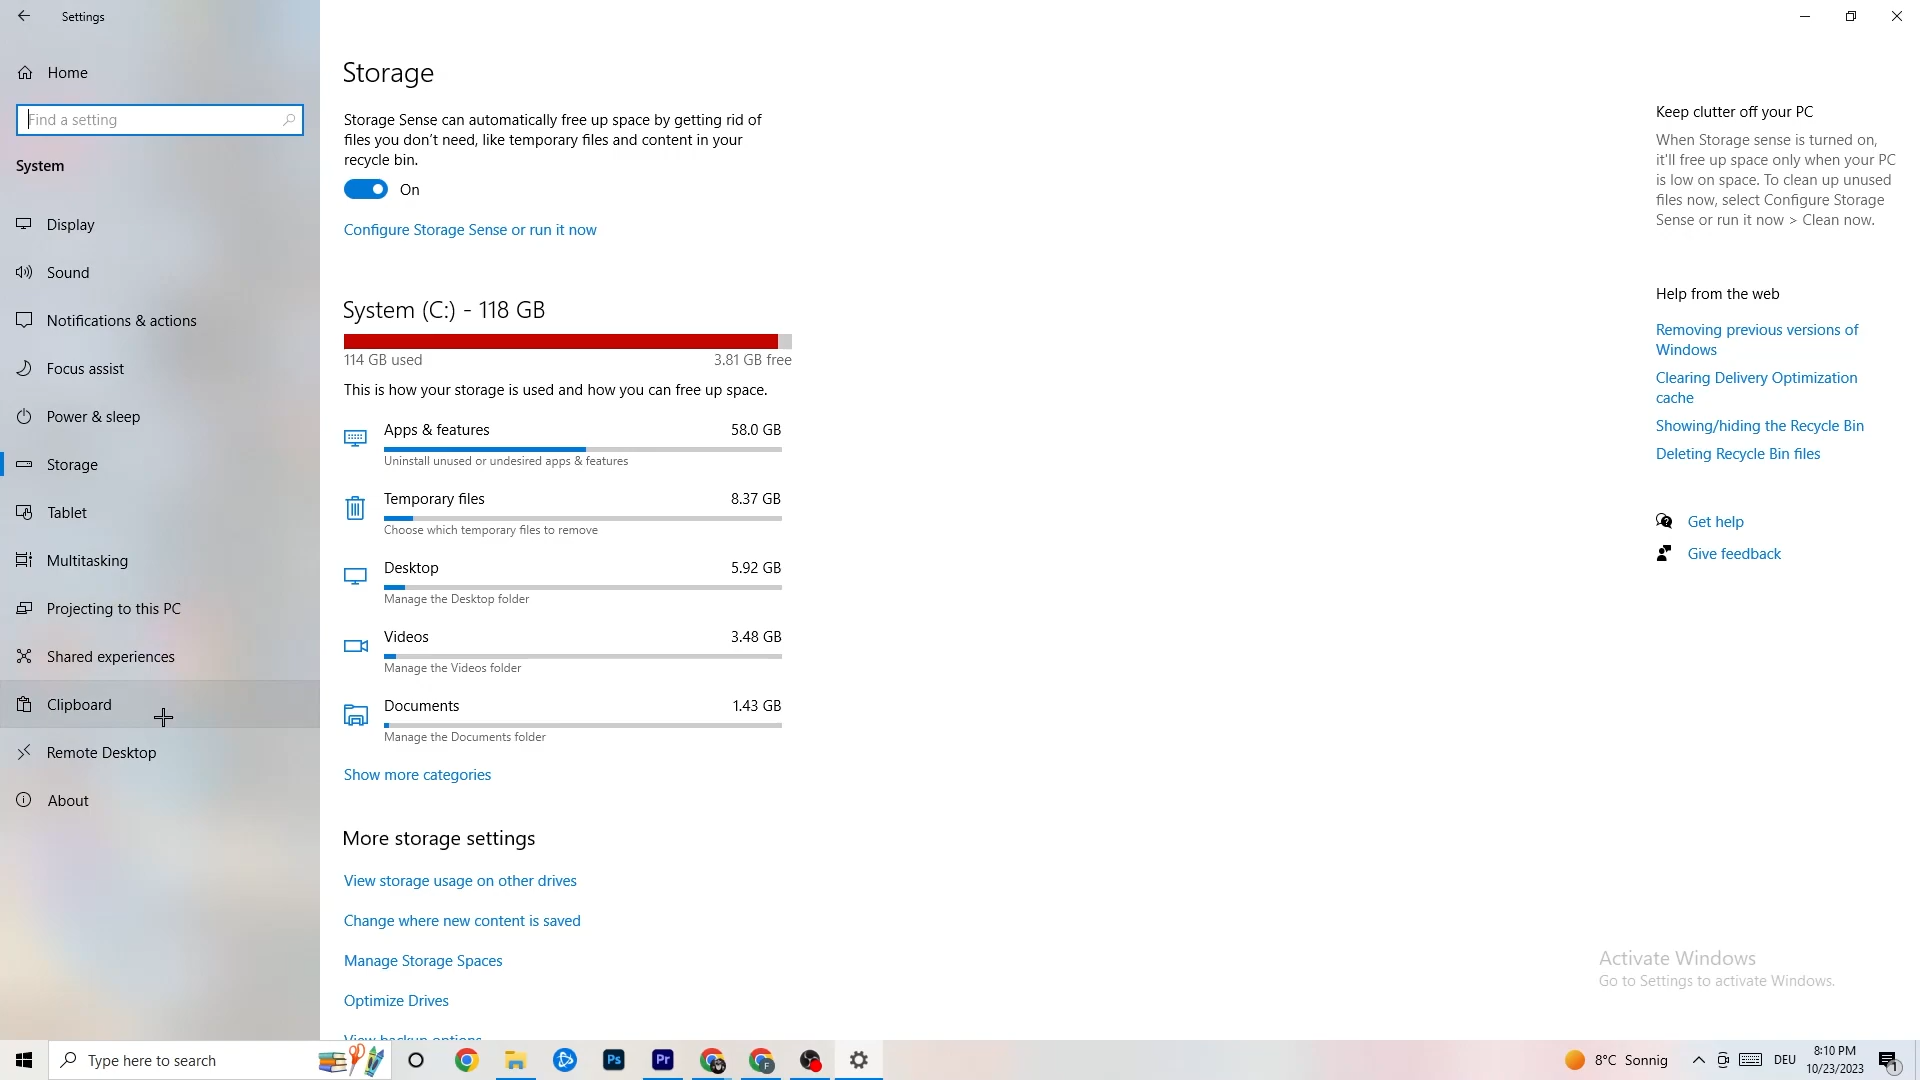 Settings
Home
Find a setting
System
Display
Sound
Notifications & actions
Focus assist
Power & sleep
Storage
Tablet
Multitasking
Projecting to this PC
Shared experiences
Clipboard
Remote Desktop
About
Storage
Storage Sense can automatically free up space by getting rid of
files you don't need, like temporary files and content in your
recycle bin.
On
Configure Storage Sense or run it now
System (C:) - 118 GB
114 GB used
3.81 GB free
This is how your storage is used and how you can free up space.
Apps & features 58.0 GB
Uninstall unused or undesired apps & features
Temporary files 8.37 GB
Choose which temporary files to remove
Desktop 5.92 GB
Manage the Desktop folder
Videos 3.48 GB
Manage the Videos folder
Documents 1.43 GB
Manage the Documents folder
Show more categories
More storage settings
View storage usage on other drives
Change where new content is saved
Manage Storage Spaces
Optimize Drives
View backup options
Keep clutter off your PC
When Storage sense is turned on,
it'll free up space only when your PC
is low on space. To clean up unused
files now, select Configure Storage
Sense or run it now > Clean now.
Help from the web
Removing previous versions of
Windows
Clearing Delivery Optimization
cache
Showing/hiding the Recycle Bin
Deleting Recycle Bin files
Get help
Give feedback
Activate Windows
Go to Settings to activate Windows.
Type here to search
Ps
Pr
F
8°C Sonnig
DEU
8:10 PM
10/23/2023
1